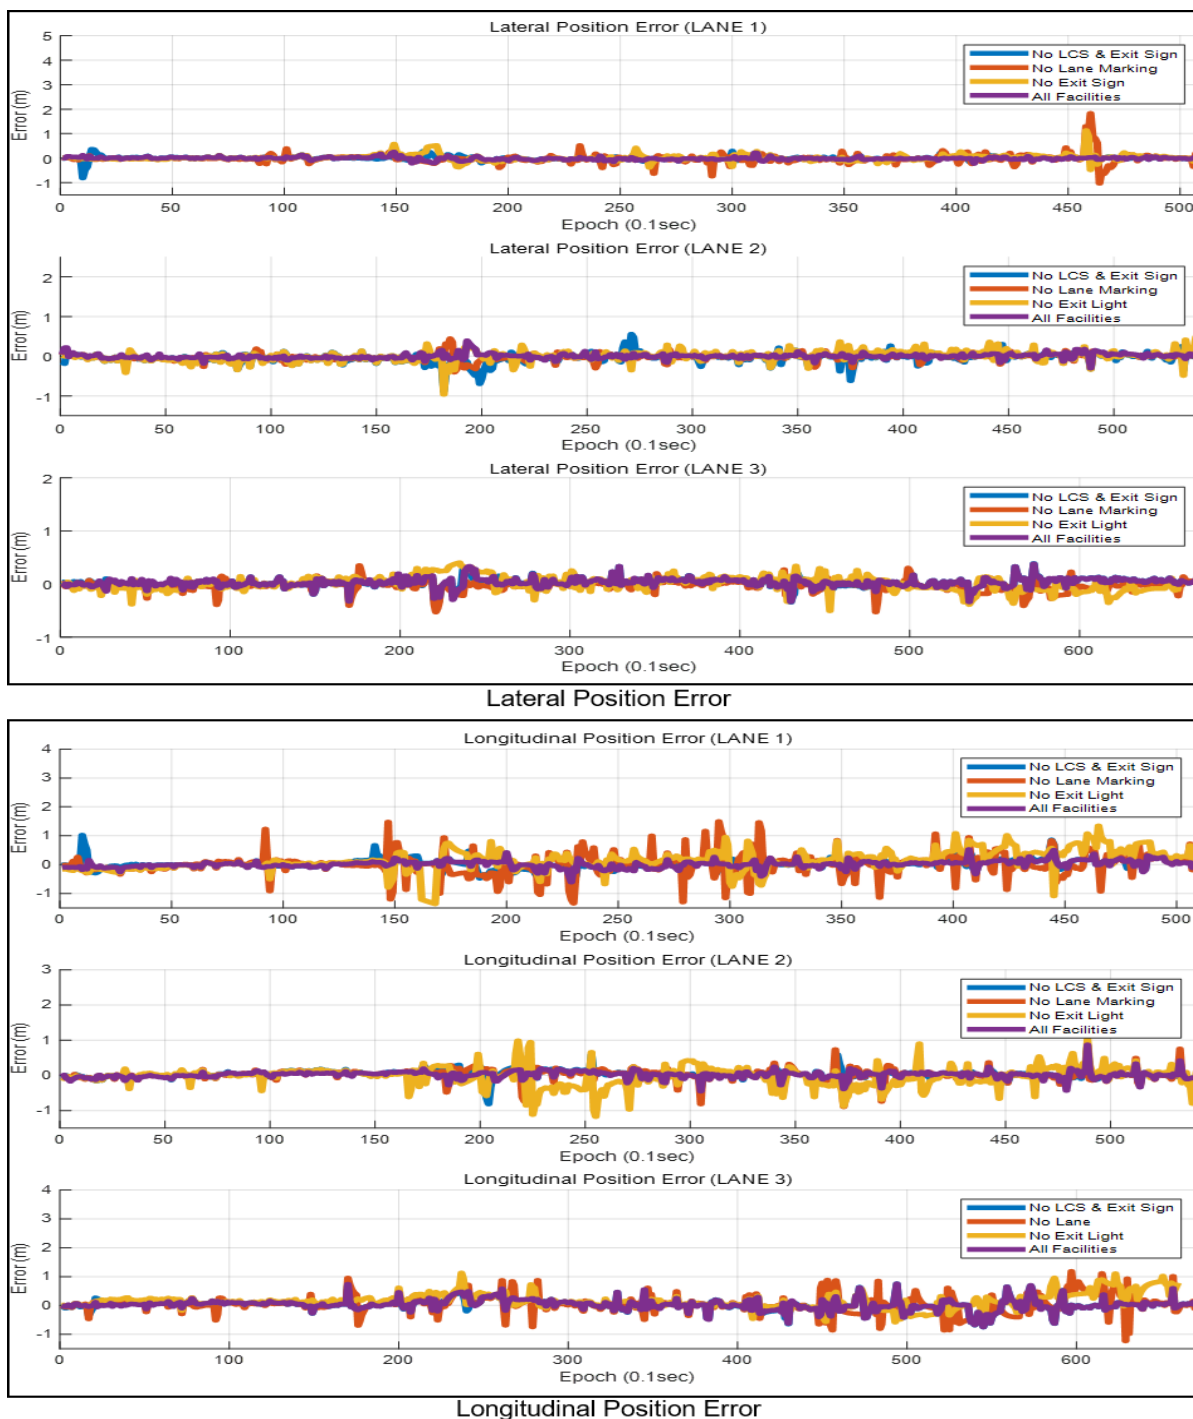 Lateral Position Error (LANE 1)
5
4
3
2
1
0
-1
Error (m)
No LCS & Exit Sign
No Lane Marking
No Exit Sign
All Facilities
0 50 100 150 200 250 300 350 400 450 500
Epoch (0.1sec)
Lateral Position Error (LANE 2)
2
1
0
-1
Error (m)
No LCS & Exit Sign
No Lane Marking
No Exit Light
All Facilities
0 50 100 150 200 250 300 350 400 450 500
Epoch (0.1sec)
Lateral Position Error (LANE 3)
2
1
0
-1
Error (m)
No LCS & Exit Sign
No Lane Marking
No Exit Light
All Facilities
0 100 200 300 400 500 600
Epoch (0.1sec)
Lateral Position Error
Longitudinal Position Error (LANE 1)
4
3
2
1
0
-1
Error (m)
No LCS & Exit Sign
No Lane Marking
No Exit Light
All Facilities
0 50 100 150 200 250 300 350 400 450 500
Epoch (0.1sec)
Longitudinal Position Error (LANE 2)
3
2
1
0
-1
Error (m)
No LCS & Exit Sign
No Lane Marking
No Exit Light
All Facilities
0 50 100 150 200 250 300 350 400 450 500
Epoch (0.1sec)
Longitudinal Position Error (LANE 3)
4
3
2
1
0
-1
Error (m)
No LCS & Exit Sign
No Lane
No Exit Light
All Facilities
0 100 200 300 400 500 600
Epoch (0.1sec)
Longitudinal Position Error